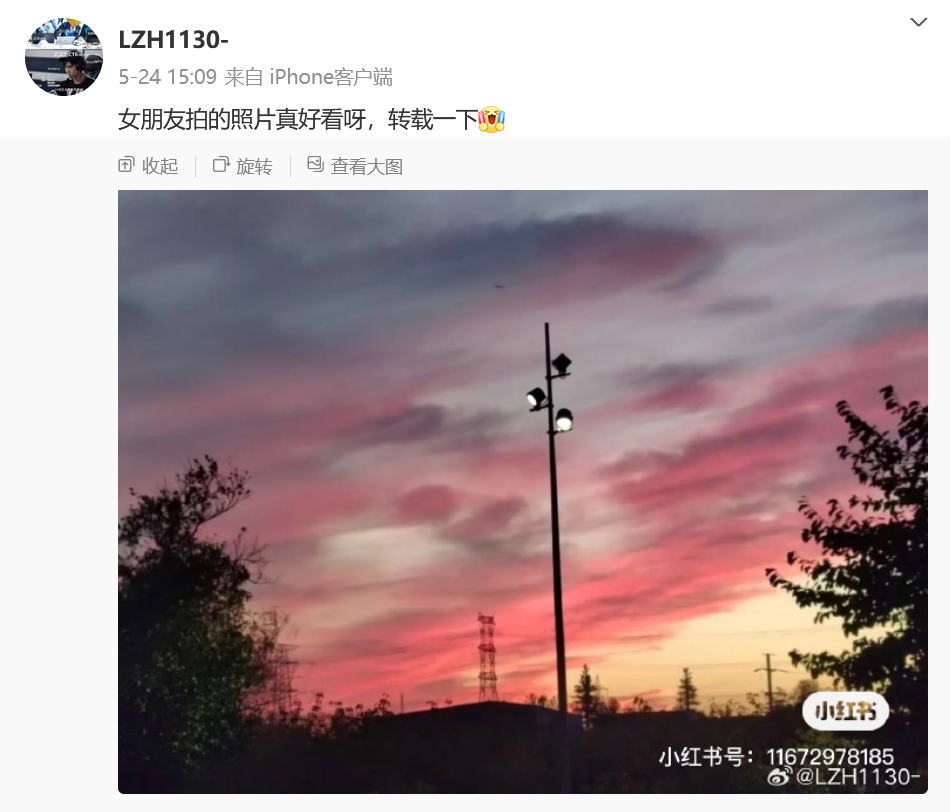 LZH1130-
5-24 15:09 来自 iPhone客户端
女朋友拍的照片真好看呀，转载一下
收起 旋转 查看大图
小红书
小红书号：11672978185
@LZH1130-